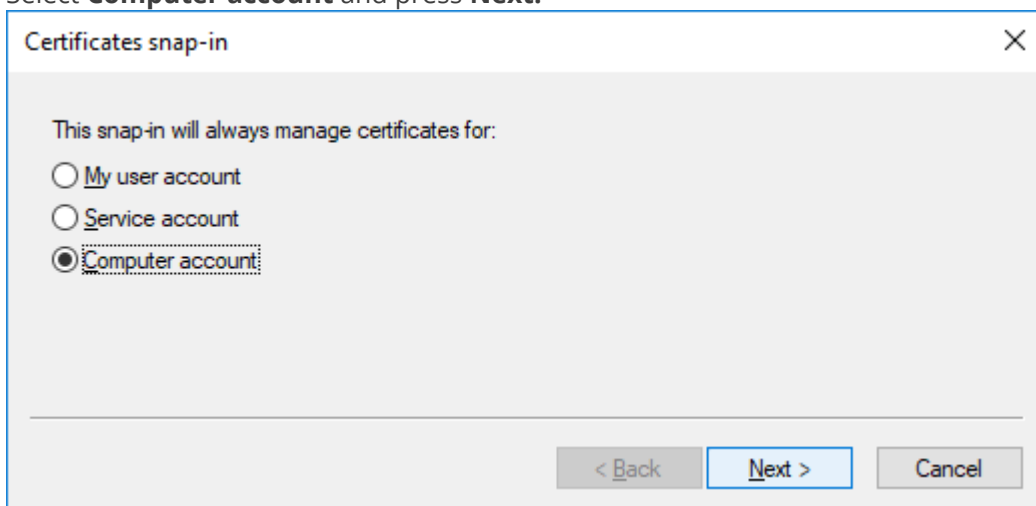 Select Computer account and press Next.
Certificates snap-in
This snap-in will always manage certificates for:
My user account
Service account
Computer account
< Back Next > Cancel